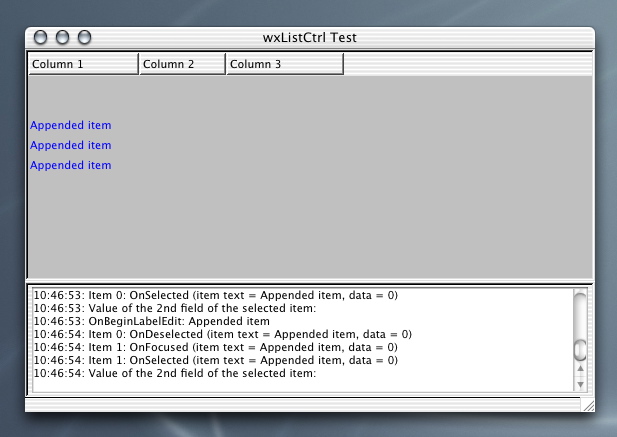 wxListCtrl Test
Column 1 Column 2 Column 3
Appended item
Appended item
Appended item
10:46:53: Item 0: OnSelected (item text = Appended item, data = 0)
10:46:53: Value of the 2nd field of the selected item:
10:46:53: OnBeginLabelEdit: Appended item
10:46:54: Item 0: OnDeselected (item text = Appended item, data = 0)
10:46:54: Item 1: OnFocused (item text = Appended item, data = 0)
10:46:54: Item 1: OnSelected (item text = Appended item, data = 0)
10:46:54: Value of the 2nd field of the selected item: